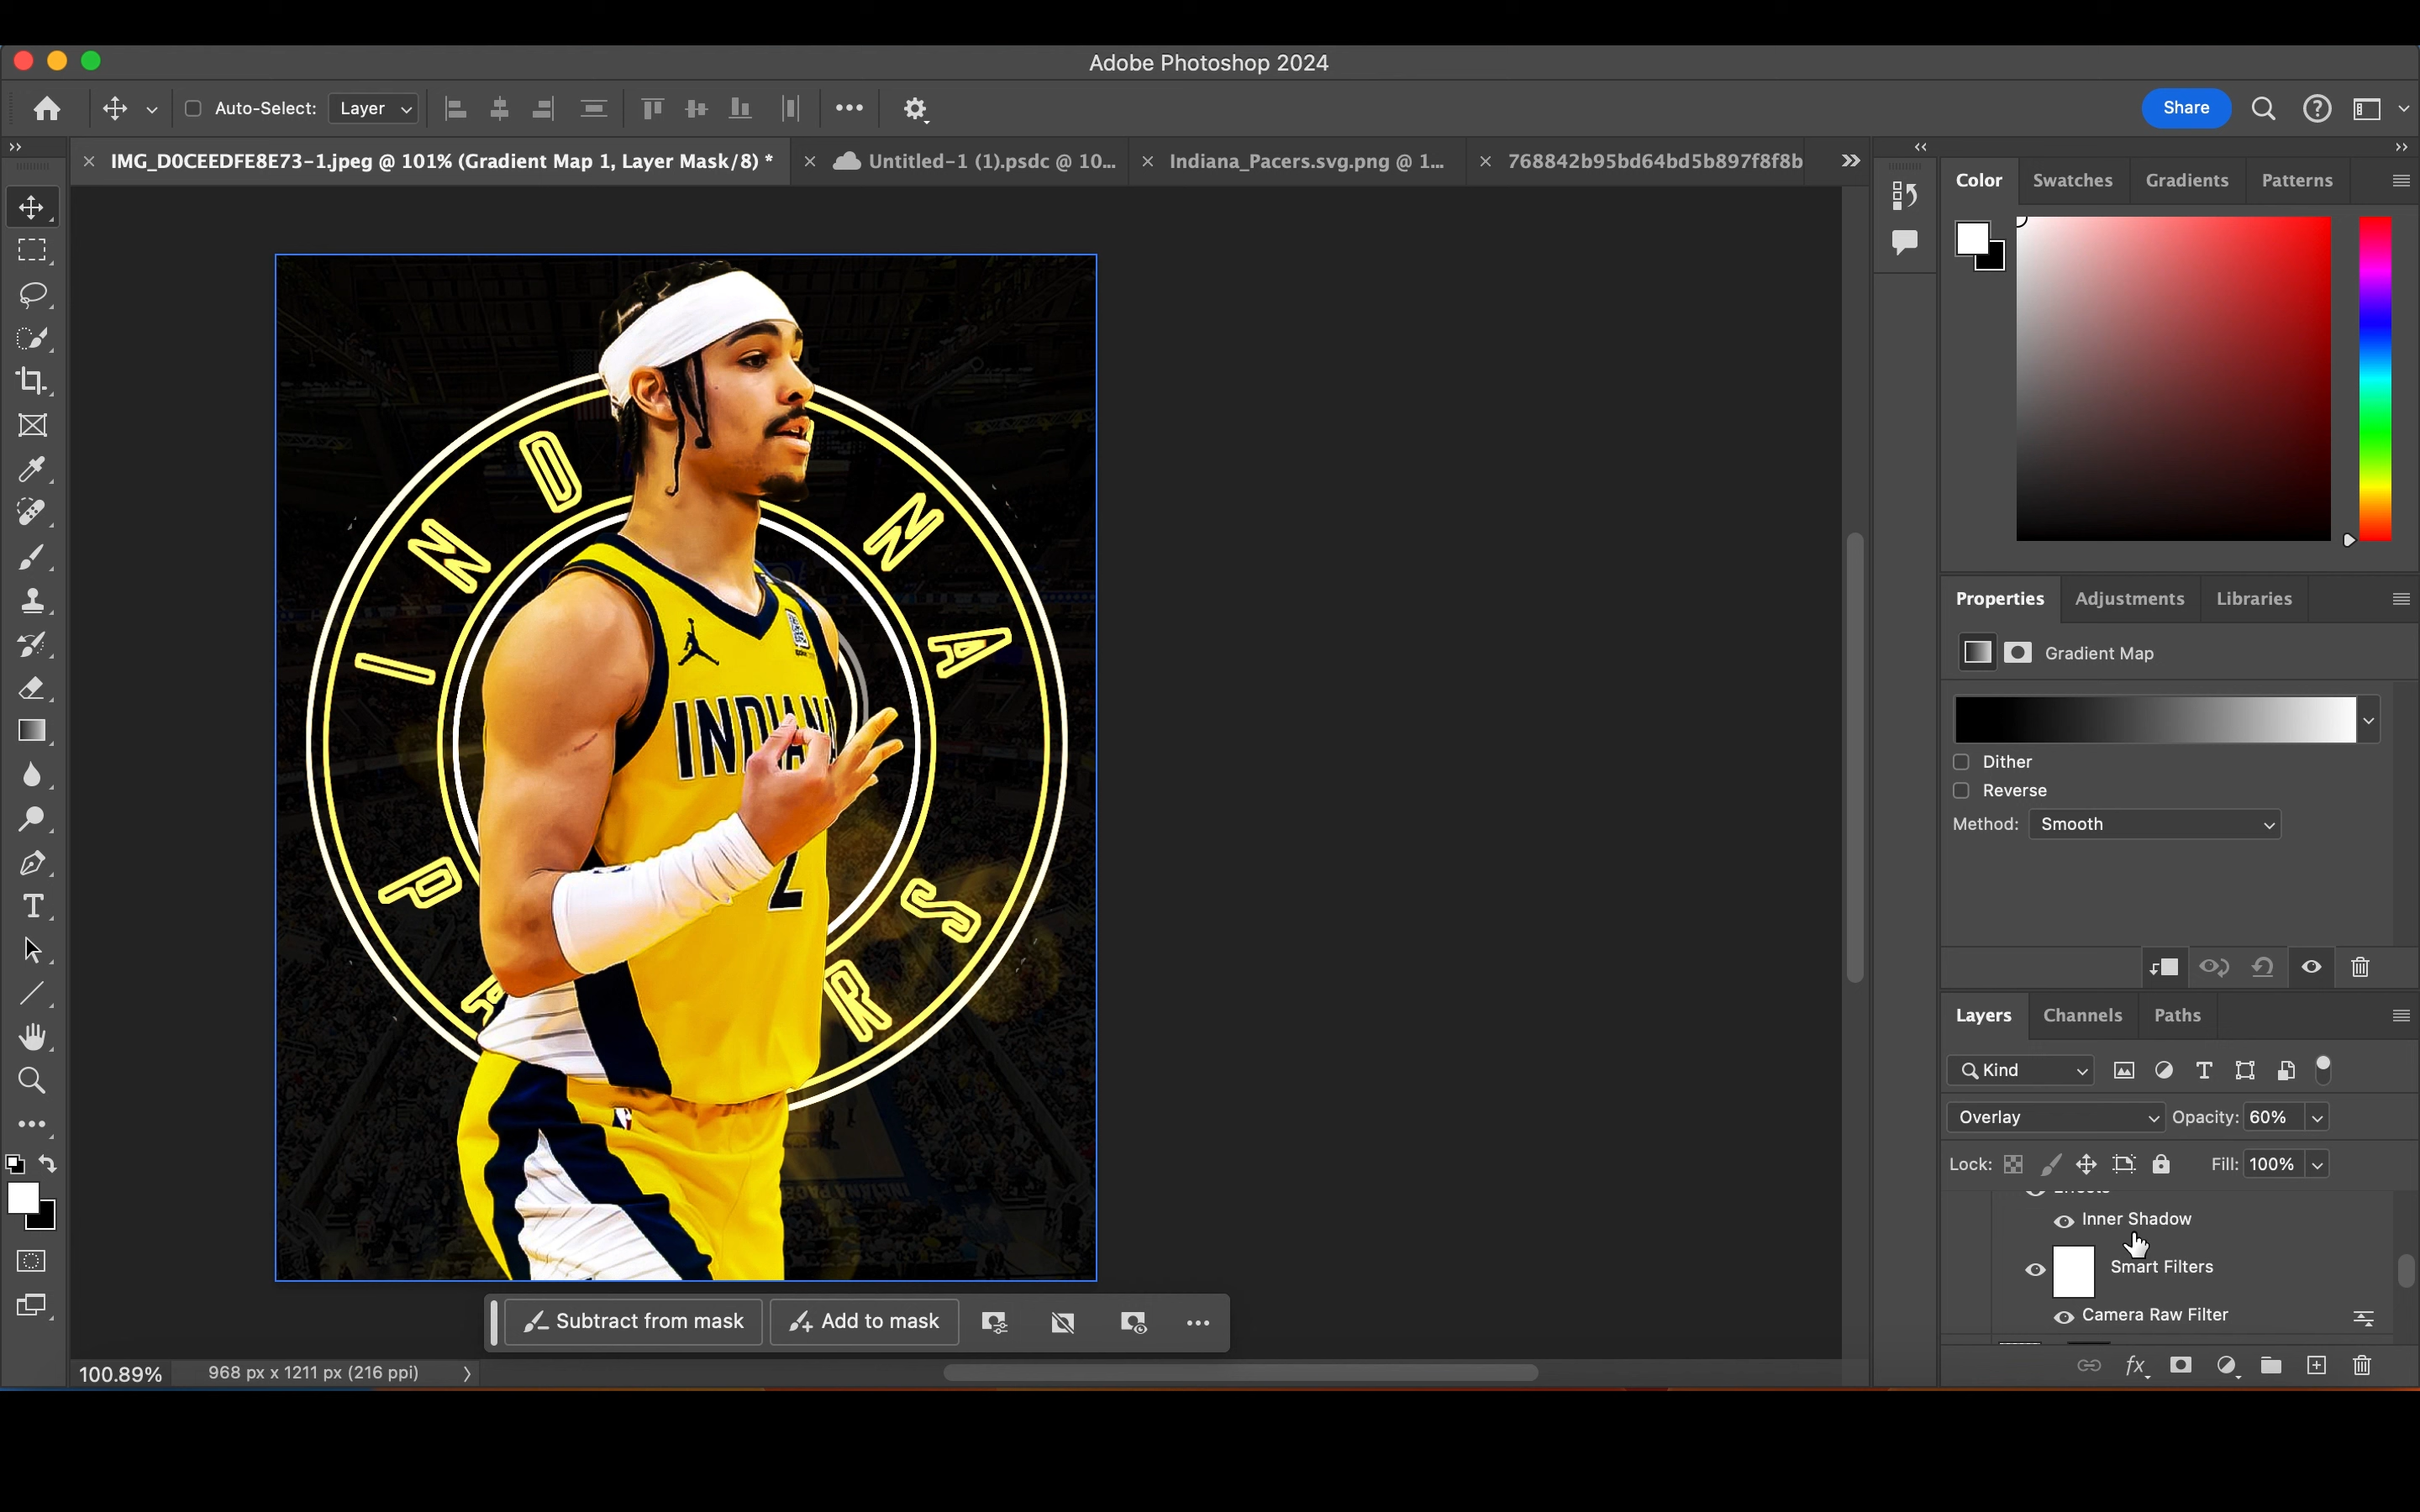 Adobe Photoshop 2024
Auto-Select: Layer
Share
IMG_D0CEEDFE8E73-1.jpeg @ 101% (Gradient Map 1, Layer Mask/8) *
Untitled-1 (1).psdc @ 10...
Indiana_Pacers.svg.png @ 1...
768842b95bd64bd5b897f8f8b
Color
Swatches
Gradients
Patterns
INDIANA
2
I N D N A
P R S
Properties
Adjustments
Libraries
Gradient Map
Dither
Reverse
Method: Smooth
Layers
Channels
Paths
Kind
Overlay
Opacity: 60%
Lock:
Fill: 100%
Inner Shadow
Smart Filters
Camera Raw Filter
Subtract from mask
Add to mask
100.89%
968 px x 1211 px (216 ppi)